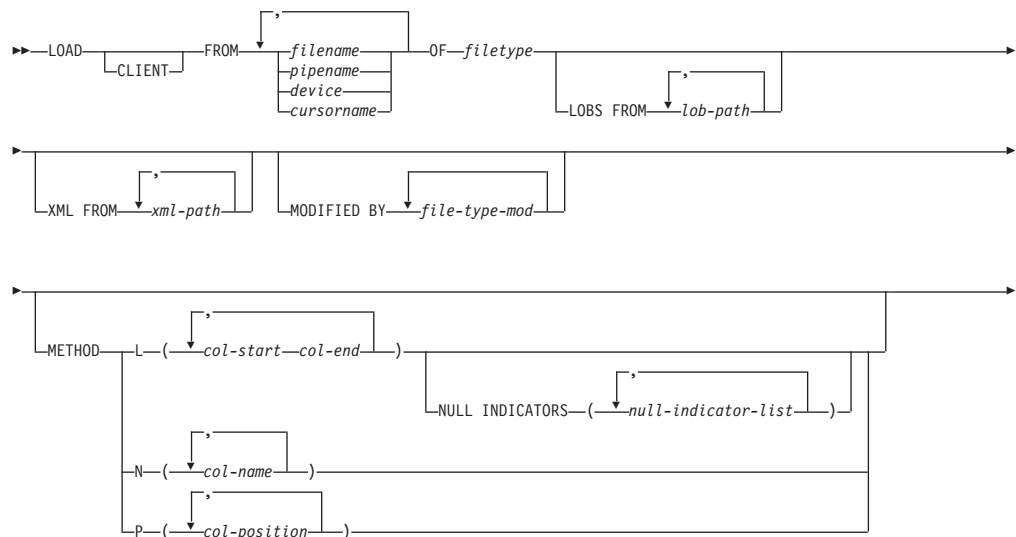 ,
LOAD CLIENT FROM filename OF filetype
pipename
device
cursorname
,
LOBS FROM lob-path
,
XML FROM xml-path
MODIFIED BY file-type-mod
,
METHOD L ( col-start col-end )
,
NULL INDICATORS ( null-indicator-list )
,
N ( col-name )
,
P ( col-position )